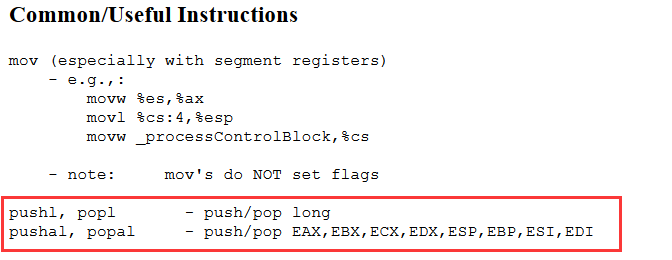 Common/Useful Instructions
mov (especially with segment registers)
- e.g.,:
movw %es,%ax
movl %cs:4,%esp
movw _processControlBlock,%cs
- note: mov's do NOT set flags
pushl, popl - push/pop long
pushal, popal - push/pop EAX,EBX,ECX,EDX,ESP,EBP,ESI,EDI